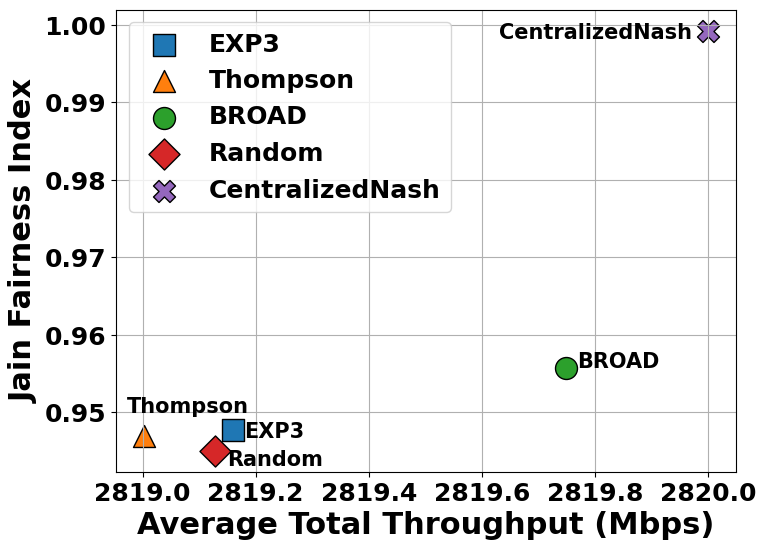 Jain Fairness Index
1.00
0.99
0.98
0.97
0.96
0.95
EXP3
Thompson
BROAD
Random
CentralizedNash
CentralizedNash
BROAD
Thompson
EXP3
Random
2819.0 2819.2 2819.4 2819.6 2819.8 2820.0
Average Total Throughput (Mbps)